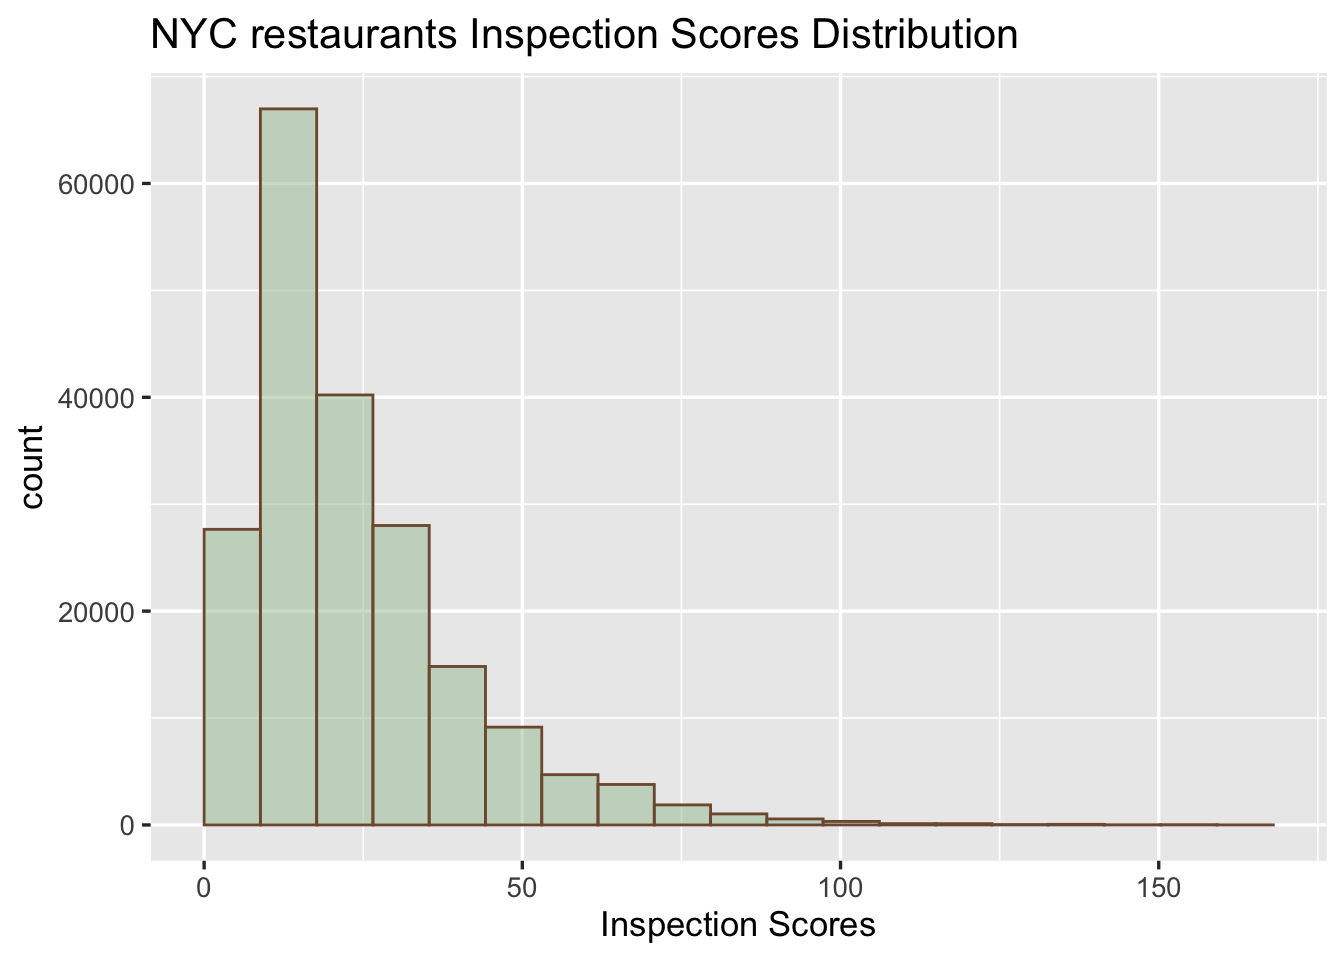 NYC restaurants Inspection Scores Distribution
60000
40000
20000
0
count
0 50 100 150
Inspection Scores